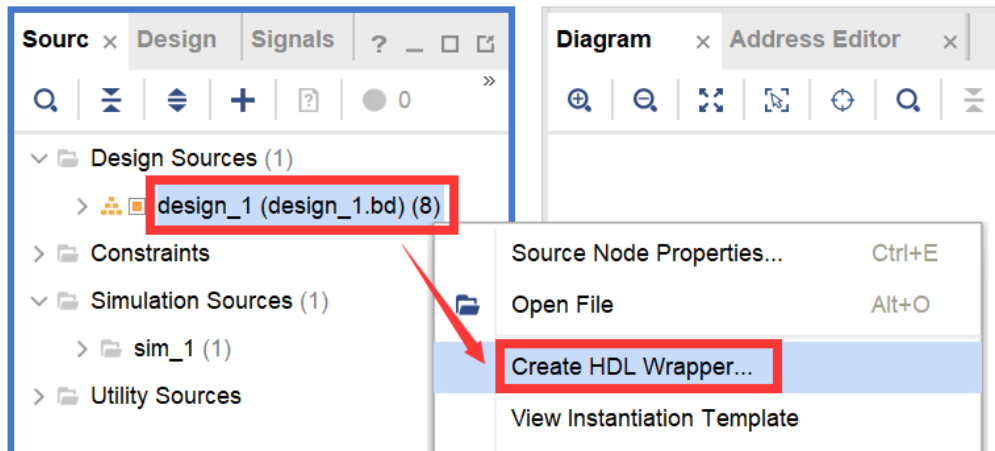 Sourc × Design Signals ?
Diagram × Address Editor ×
0 »
Design Sources (1)
design_1 (design_1.bd) (8)
Constraints
Simulation Sources (1)
sim_1 (1)
Utility Sources
Source Node Properties... Ctrl+E
Open File Alt+O
Create HDL Wrapper...
View Instantiation Template